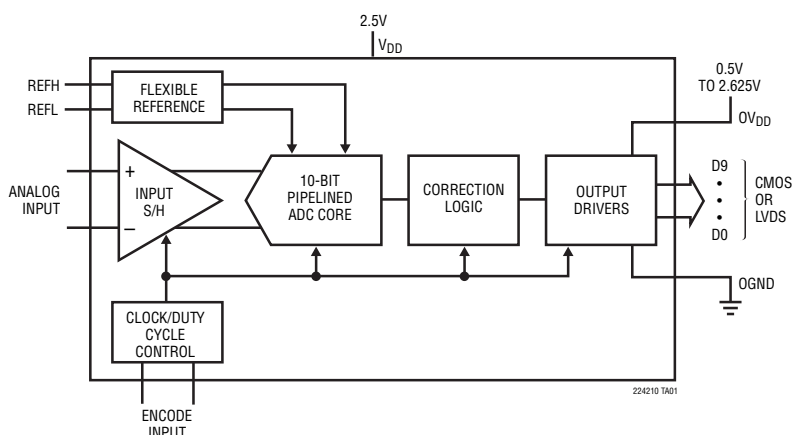 2.5V
VDD
0.5V
TO 2.625V
OVDD
REFH
REFL
FLEXIBLE
REFERENCE
ANALOG
INPUT
+
−
INPUT
S/H
10-BIT
PIPELINED
ADC CORE
CORRECTION
LOGIC
OUTPUT
DRIVERS
D9
•
•
•
D0
CMOS
OR
LVDS
OGND
CLOCK/DUTY
CYCLE
CONTROL
224210 TA01
ENCODE
INPUT